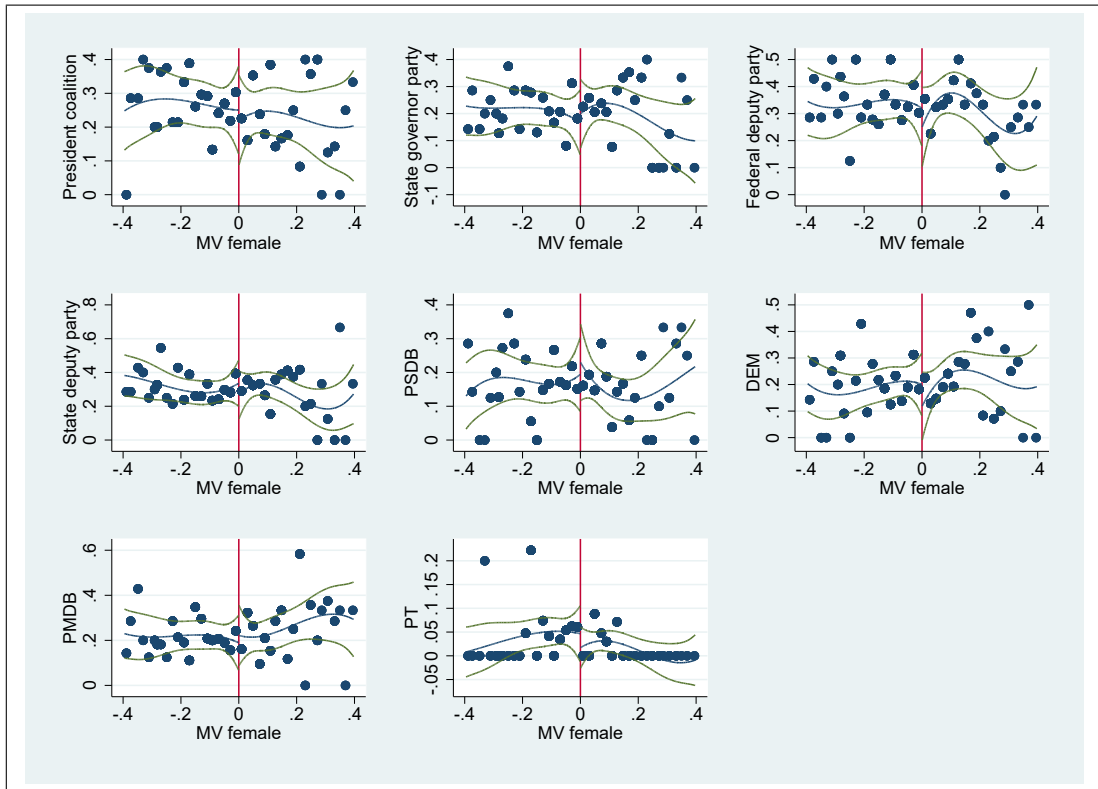 President coalition
0 .1 .2 .3 .4
-.4 -.2 0 .2 .4
MV female
State governor party
-.1 0 .1 .2 .3 .4
-.4 -.2 0 .2 .4
MV female
Federal deputy party
0 .1 .2 .3 .4 .5
-.4 -.2 0 .2 .4
MV female
State deputy party
0 .2 .4 .6 .8
-.4 -.2 0 .2 .4
MV female
PSDB
0 .1 .2 .3 .4
-.4 -.2 0 .2 .4
MV female
DEM
0 .1 .2 .3 .4 .5
-.4 -.2 0 .2 .4
MV female
PMDB
0 .2 .4 .6
-.4 -.2 0 .2 .4
MV female
PT
-.05 0 .05 .1 .15 .2
-.4 -.2 0 .2 .4
MV female